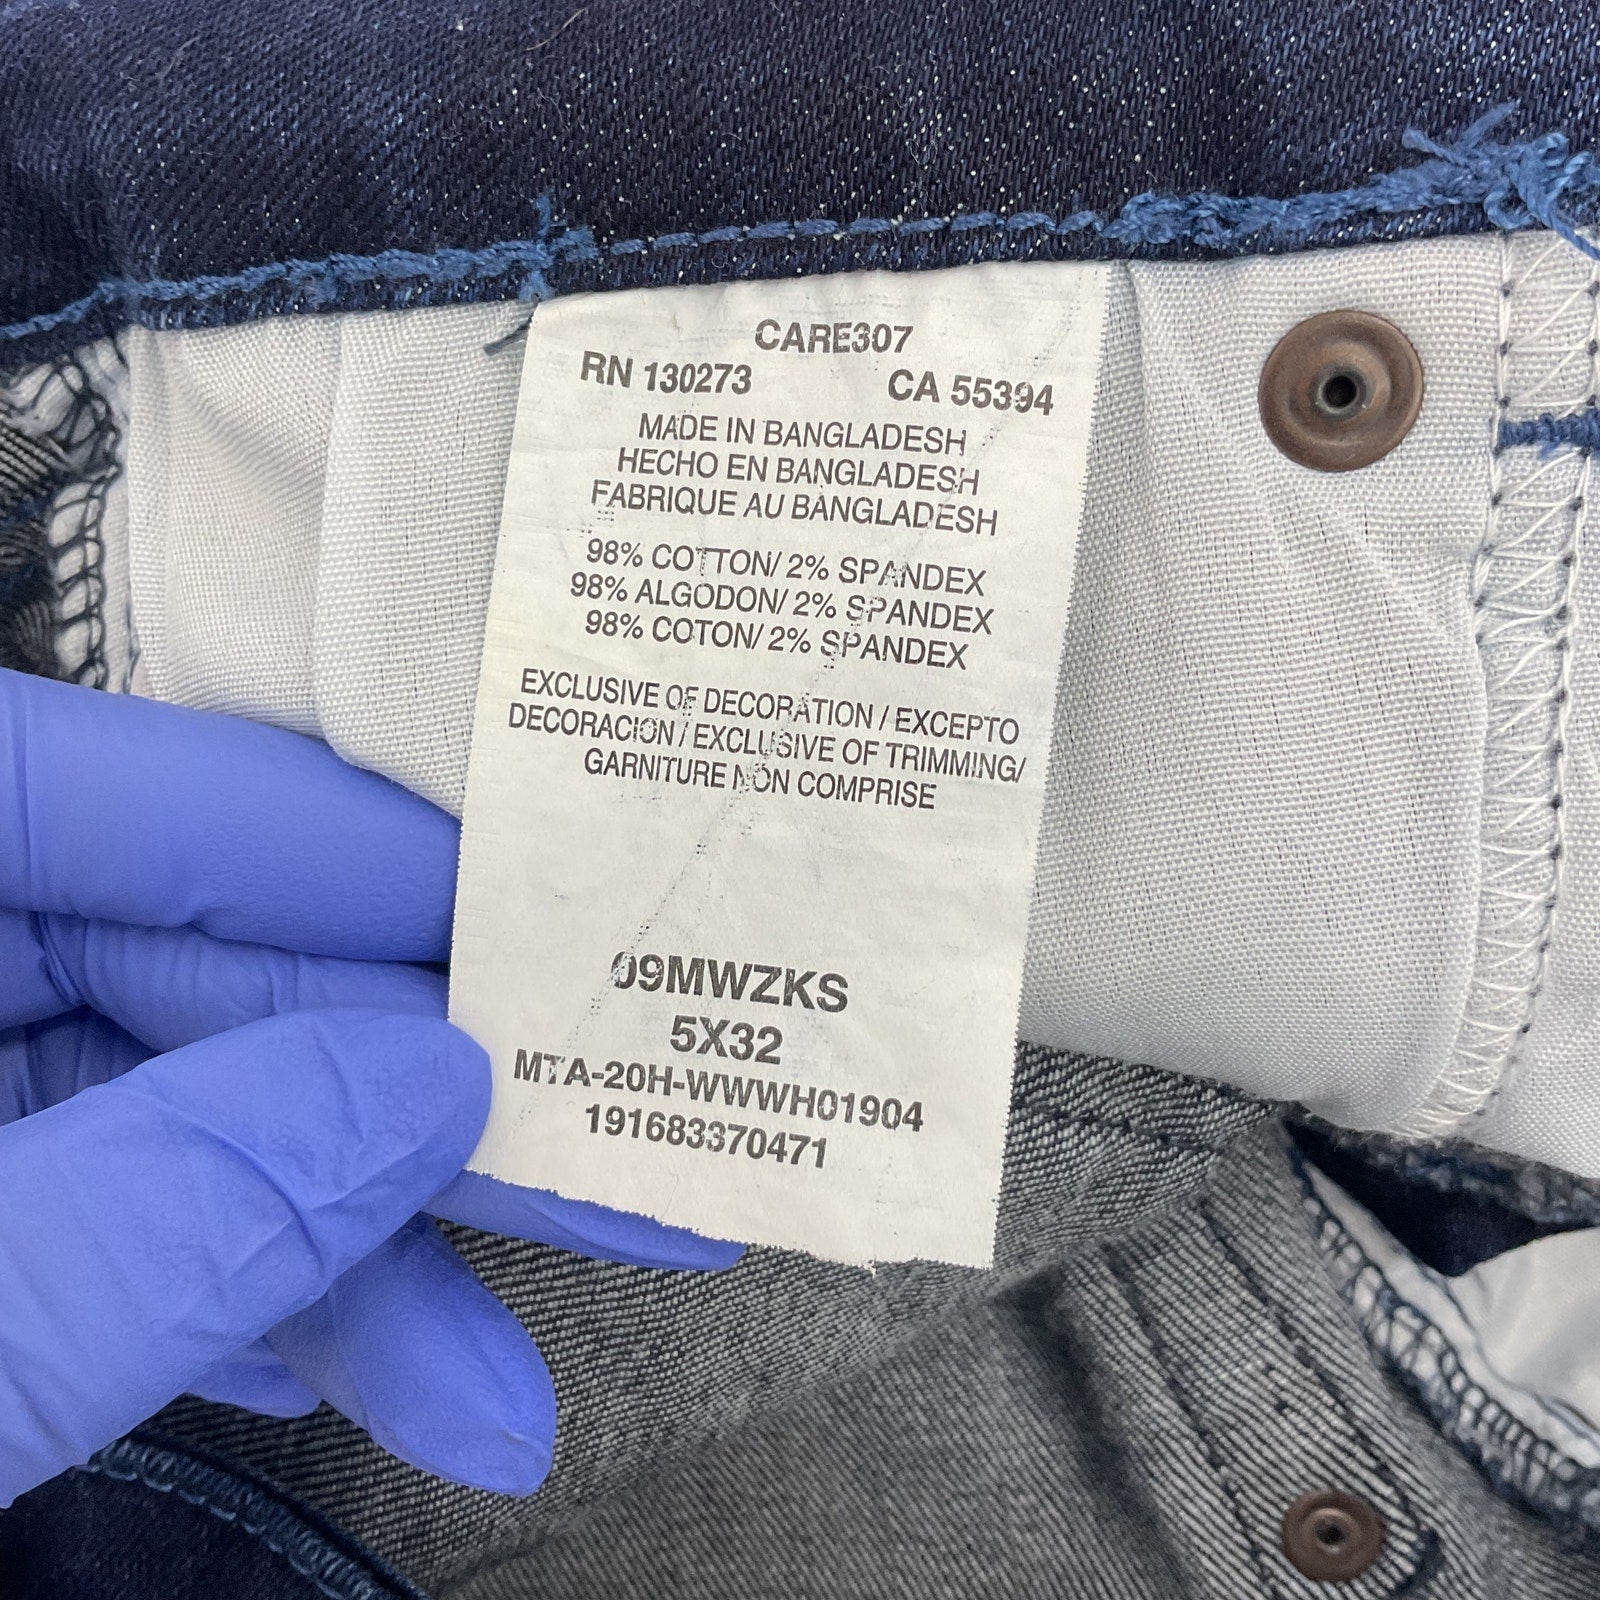 CARE307
RN 130273 CA 55394
MADE IN BANGLADESH
HECHO EN BANGLADESH
FABRIQUE AU BANGLADESH
98% COTTON/ 2% SPANDEX
98% ALGODON/ 2% SPANDEX
98% COTON/ 2% SPANDEX
EXCLUSIVE OF DECORATION / EXCEPTO
DECORACION / EXCLUSIVE OF TRIMMING/
GARNITURE NON COMPRISE
09MWZKS
5X32
MTA-20H-WWWH01904
191683370471